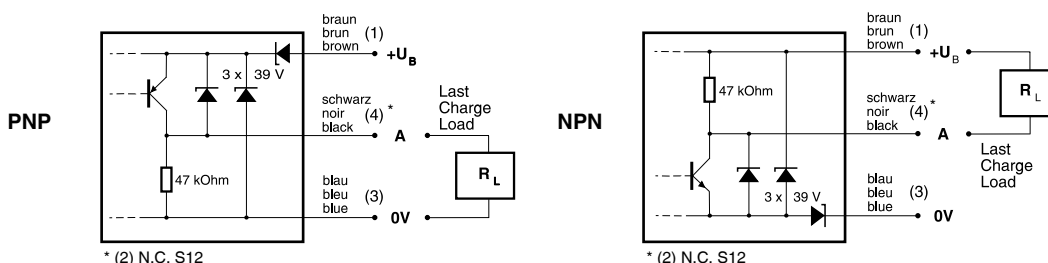 PNP
braun
brun
brown
(1)
+U_B
3 x 39 V
schwarz
noir
black
(4)
*
A
Last
Charge
Load
R_L
47 kOhm
blau
bleu
blue
(3)
0V
* (2) N.C. S12
NPN
braun
brun
brown
(1)
+U_B
47 kOhm
R_L
schwarz
noir
black
(4)
*
A
Last
Charge
Load
3 x 39 V
blau
bleu
blue
(3)
0V
* (2) N.C. S12